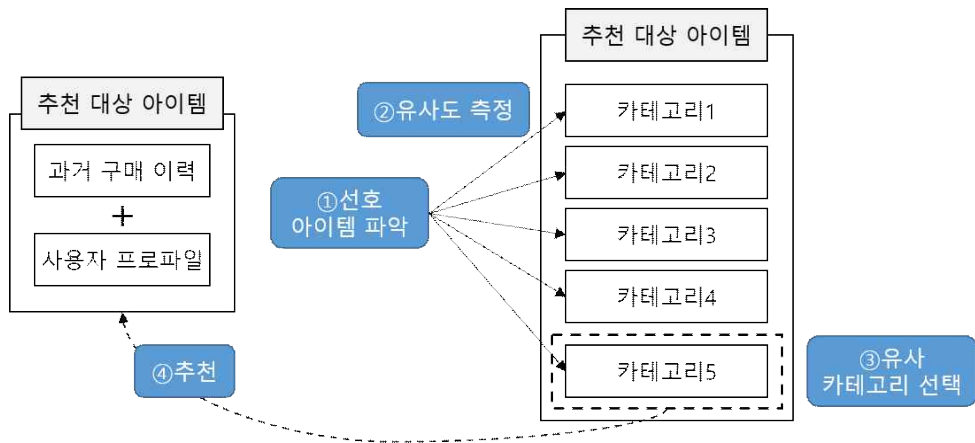 추천 대상 아이템
과거 구매 이력
+
사용자 프로파일
①선호
아이템 파악
②유사도 측정
추천 대상 아이템
카테고리1
카테고리2
카테고리3
카테고리4
카테고리5
③유사
카테고리 선택
④추천